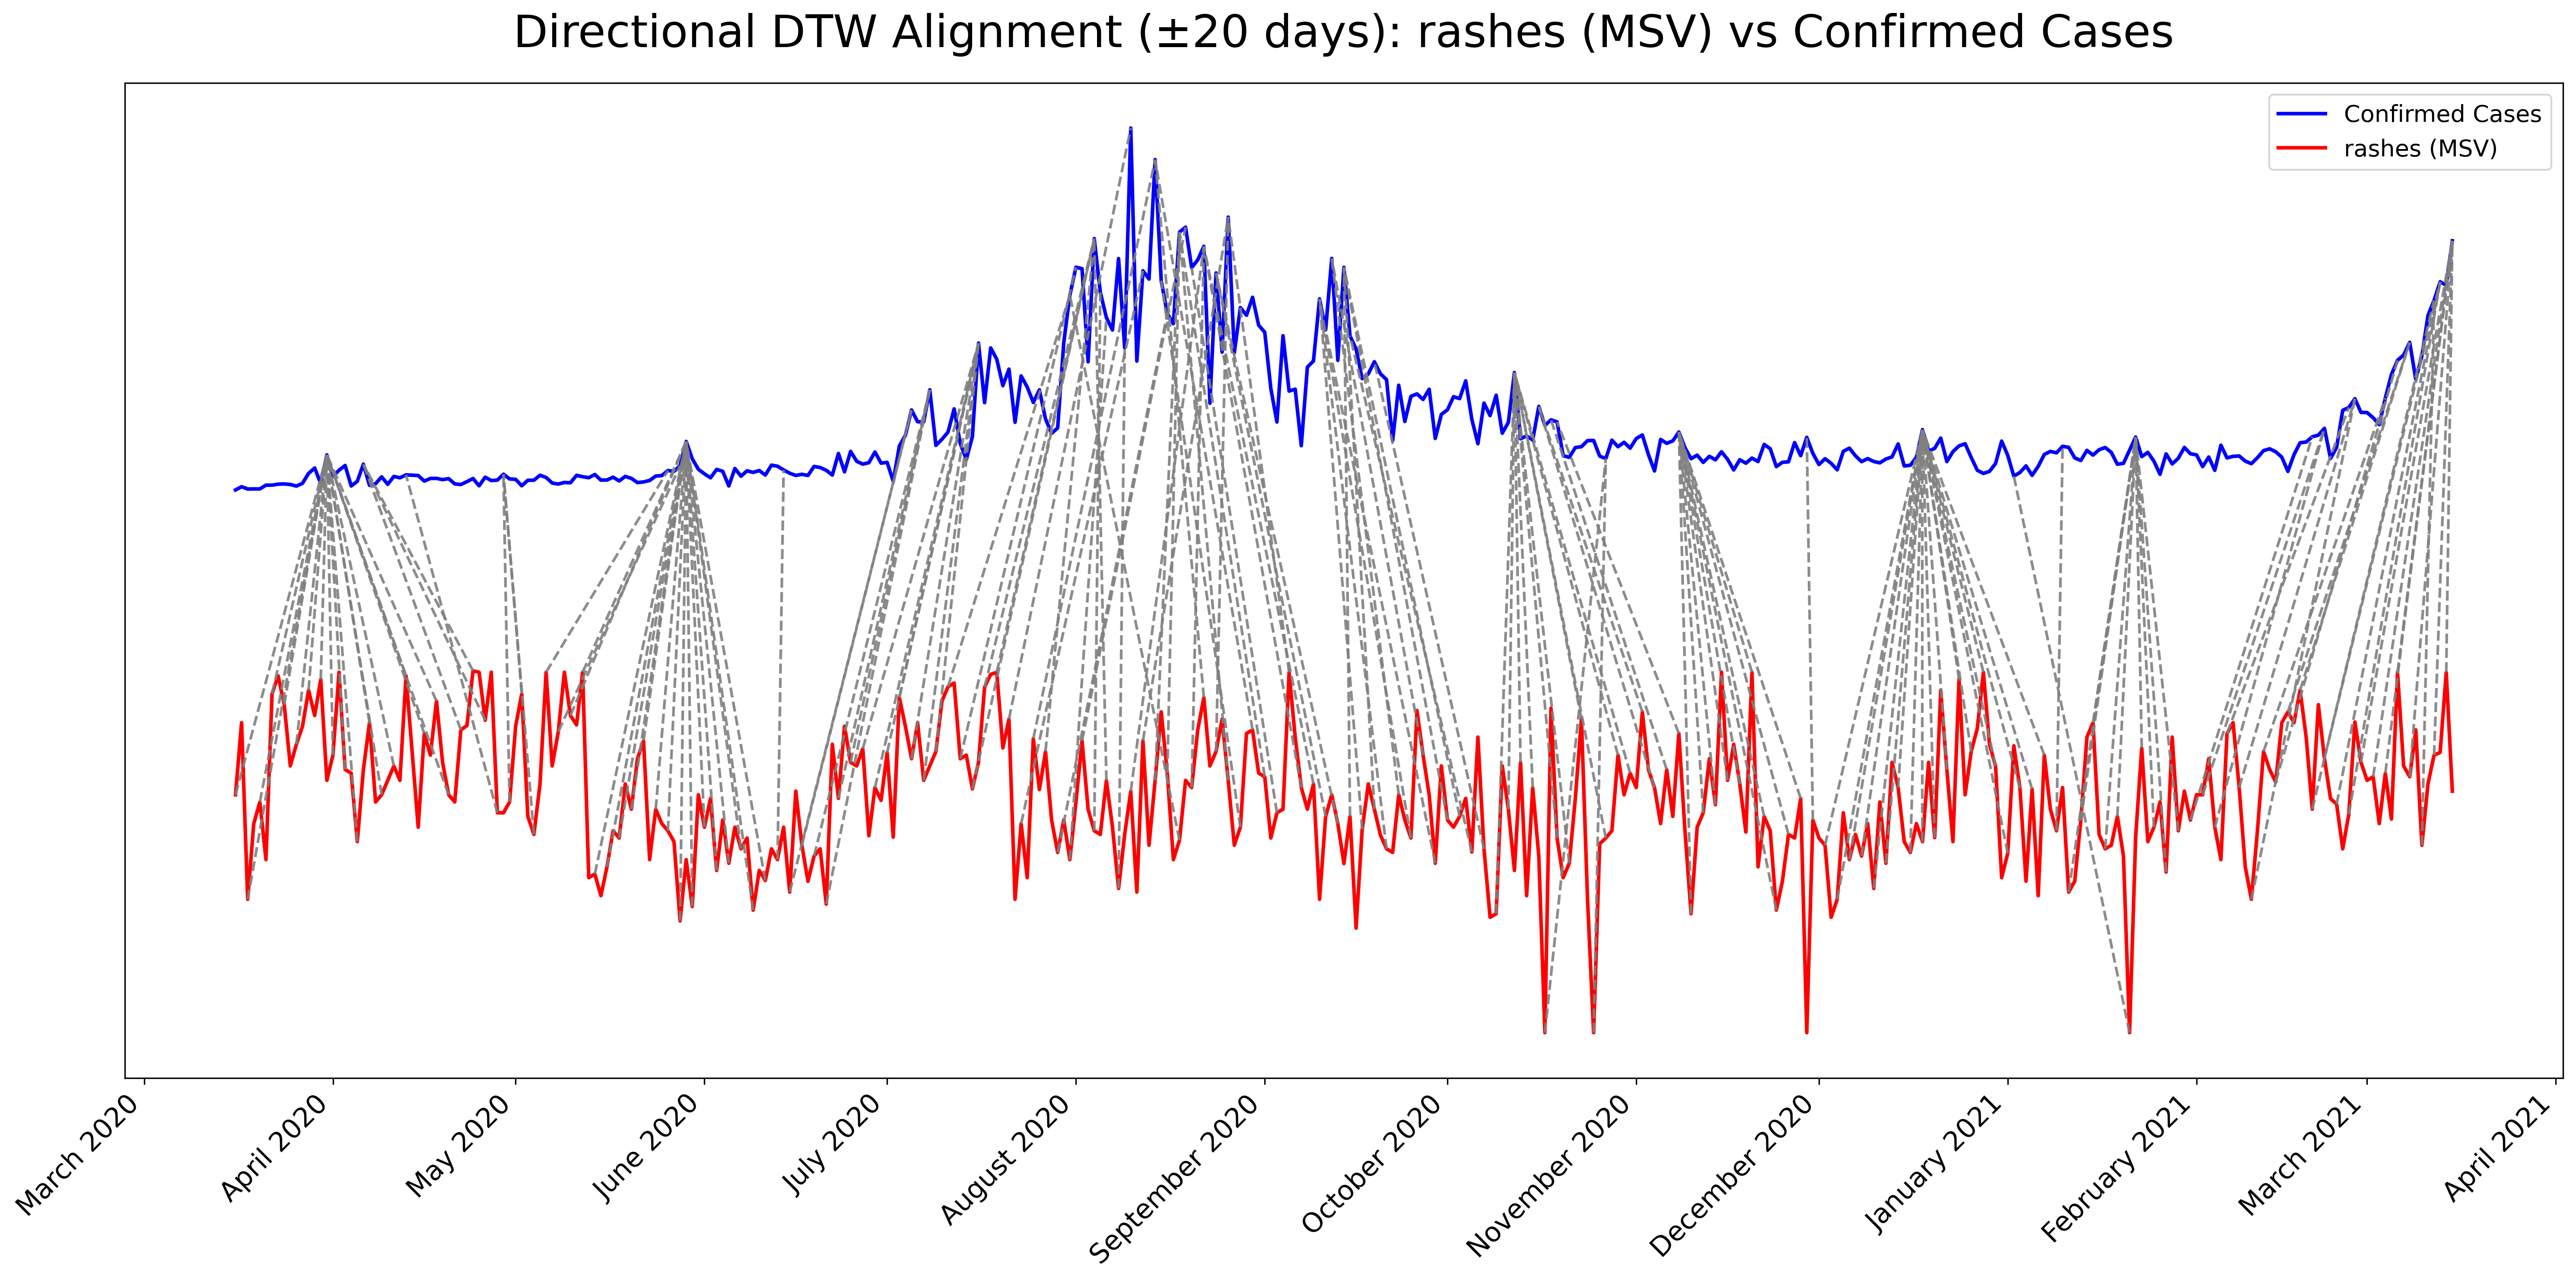 Directional DTW Alignment (±20 days): rashes (MSV) vs Confirmed Cases
Confirmed Cases
rashes (MSV)
March 2020
April 2020
May 2020
June 2020
July 2020
August 2020
September 2020
October 2020
November 2020
December 2020
January 2021
February 2021
March 2021
April 2021